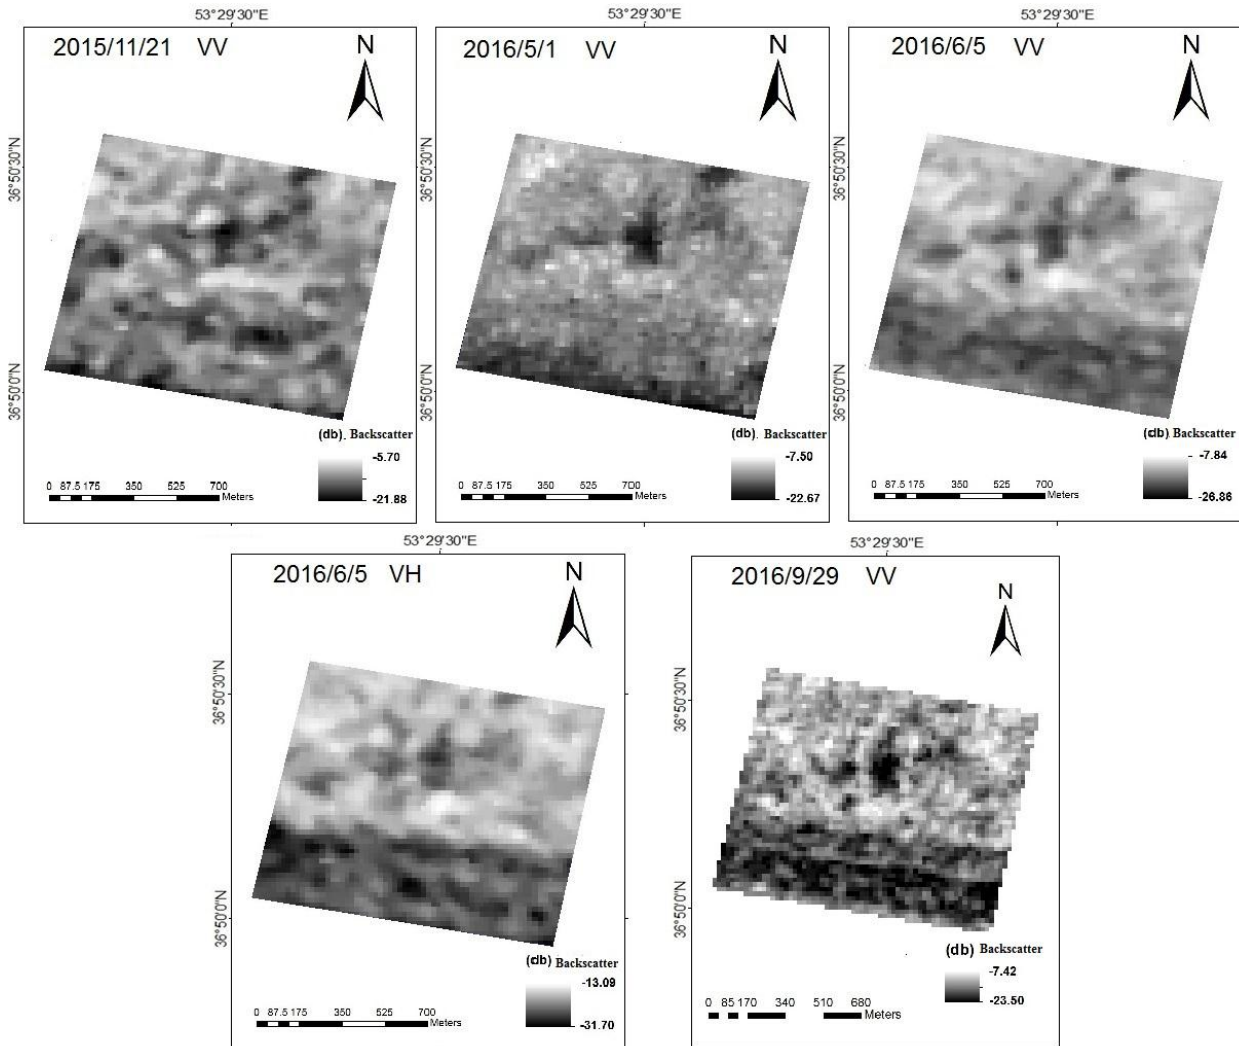 53°29'30"E
2015/11/21 VV
N
36°50'30"N
36°50'0"N
(db). Backscatter
-5.70
-21.88
0 87.5 175 350 525 700
Meters
53°29'30"E
2016/5/1 VV
N
36°50'30"N
36°50'0"N
(db). Backscatter
-7.50
-22.67
0 87.5 175 350 525 700
Meters
53°29'30"E
2016/6/5 VV
N
36°50'30"N
36°50'0"N
(db) Backscatter
-7.84
-26.86
0 87.5 175 350 525 700
Meters
53°29'30"E
2016/6/5 VH
N
36°50'30"N
36°50'0"N
(db) Backscatter
-13.09
-31.70
0 87.5 175 350 525 700
Meters
53°29'30"E
2016/9/29 VV
N
36°50'30"N
36°50'0"N
(db) Backscatter
-7.42
-23.50
0 85 170 340 510 680
Meters